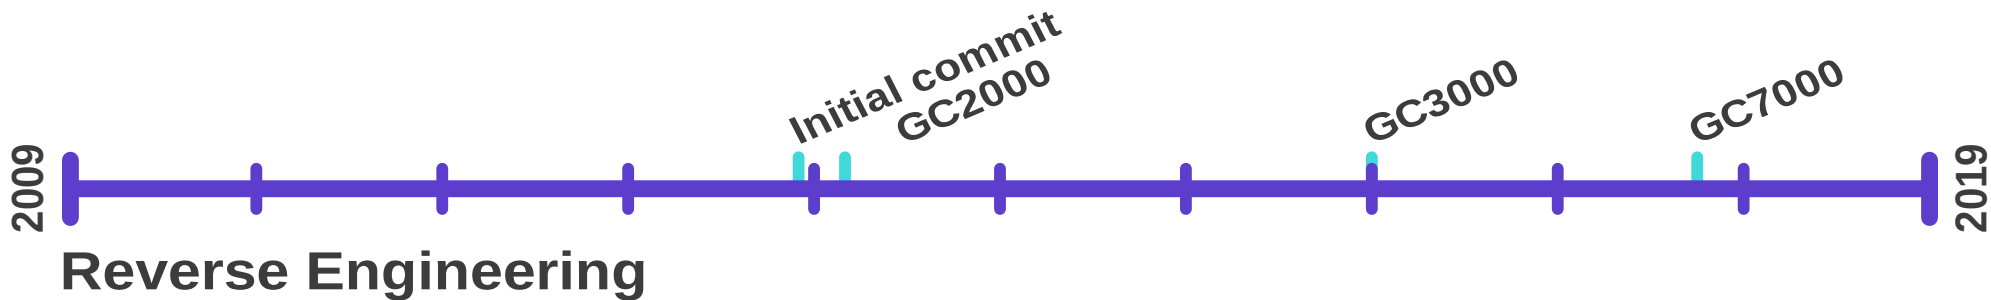 2009
Initial commit
GC2000
GC3000
GC7000
2019
Reverse Engineering